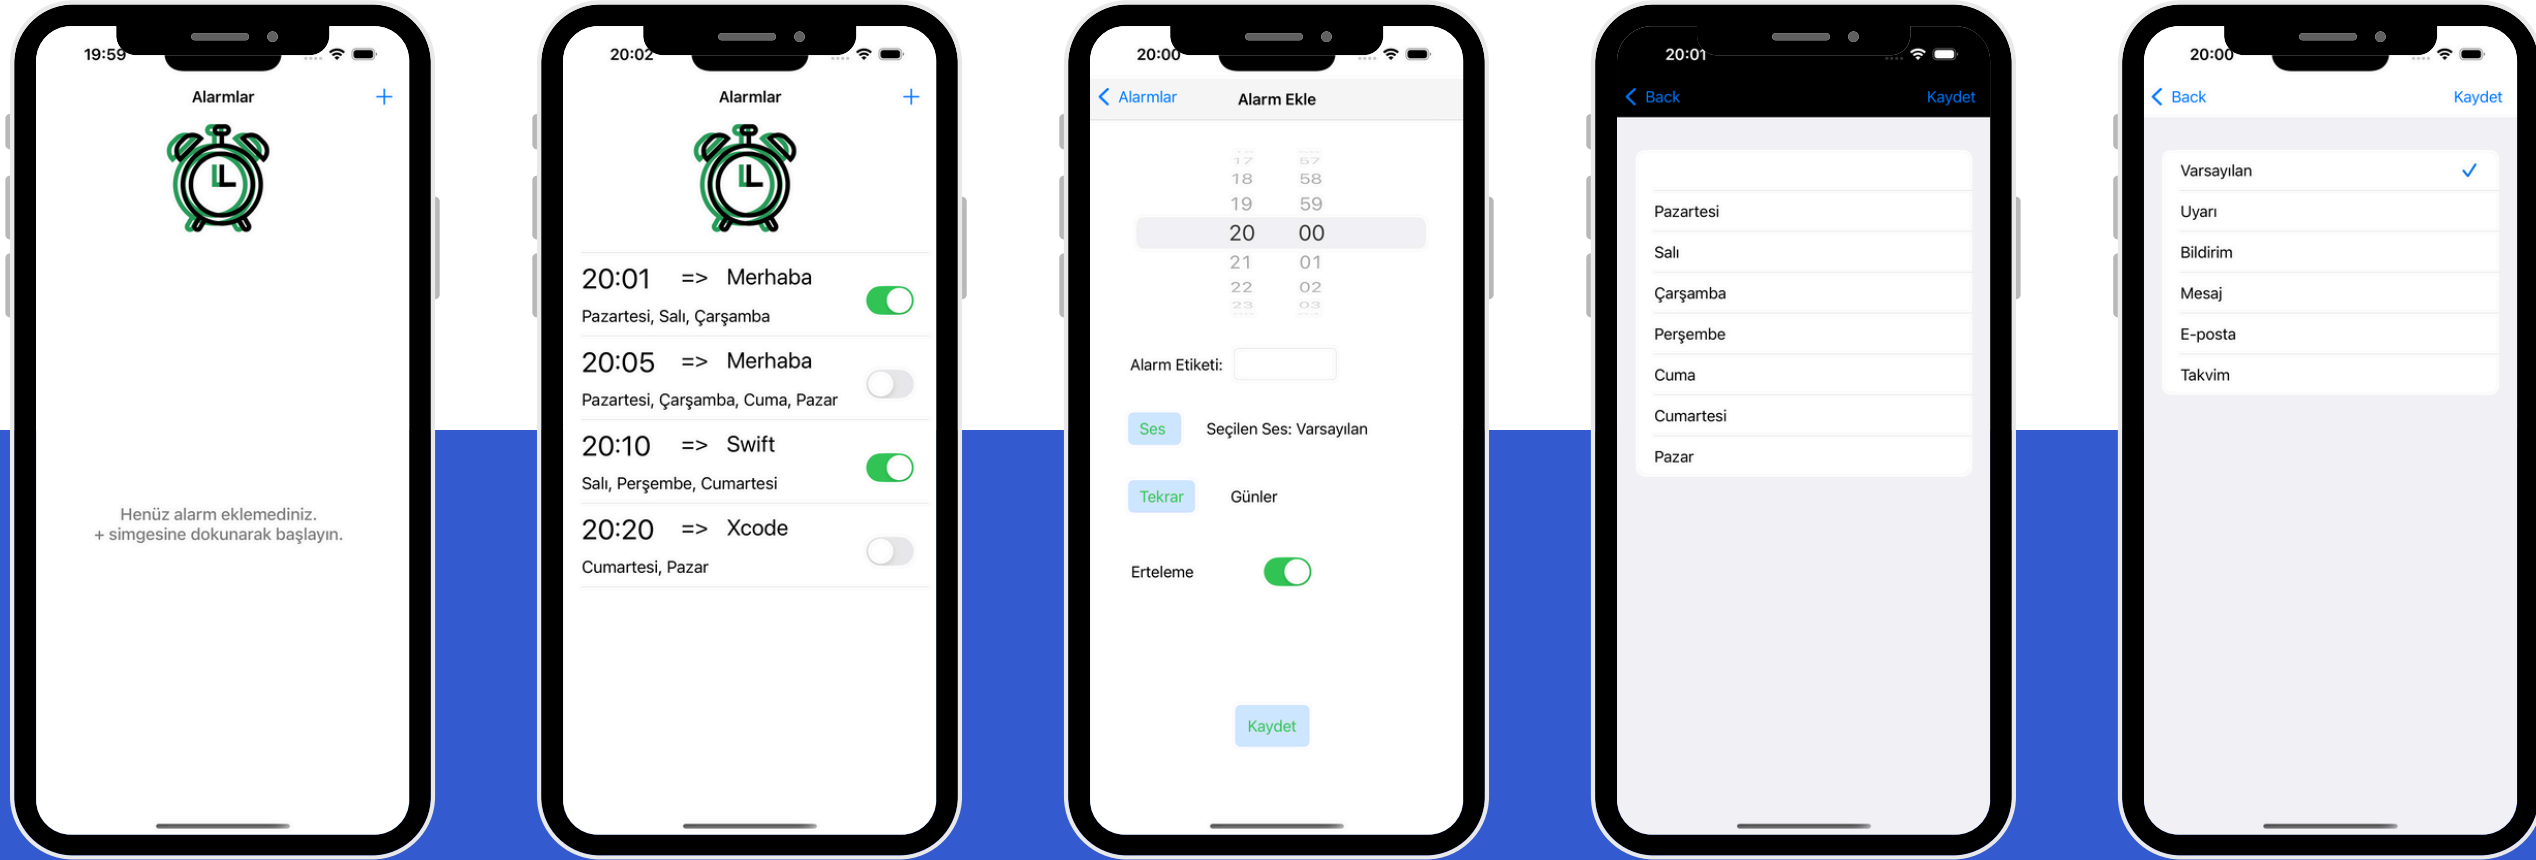 19:59
Alarmlar
+
Henüz alarm eklemediniz.
+ simgesine dokunarak başlayın.
20:02
Alarmlar
+
20:01 => Merhaba
Pazartesi, Salı, Çarşamba
20:05 => Merhaba
Pazartesi, Çarşamba, Cuma, Pazar
20:10 => Swift
Salı, Perşembe, Cumartesi
20:20 => Xcode
Cumartesi, Pazar
20:00
Alarmlar Alarm Ekle
17 57
18 58
19 59
20 00
21 01
22 02
23 03
Alarm Etiketi:
Ses Seçilen Ses: Varsayılan
Tekrar Günler
Erteleme
Kaydet
20:01
Back Kaydet
Pazartesi
Salı
Çarşamba
Perşembe
Cuma
Cumartesi
Pazar
20:00
Back Kaydet
Varsayılan
Uyarı
Bildirim
Mesaj
E-posta
Takvim